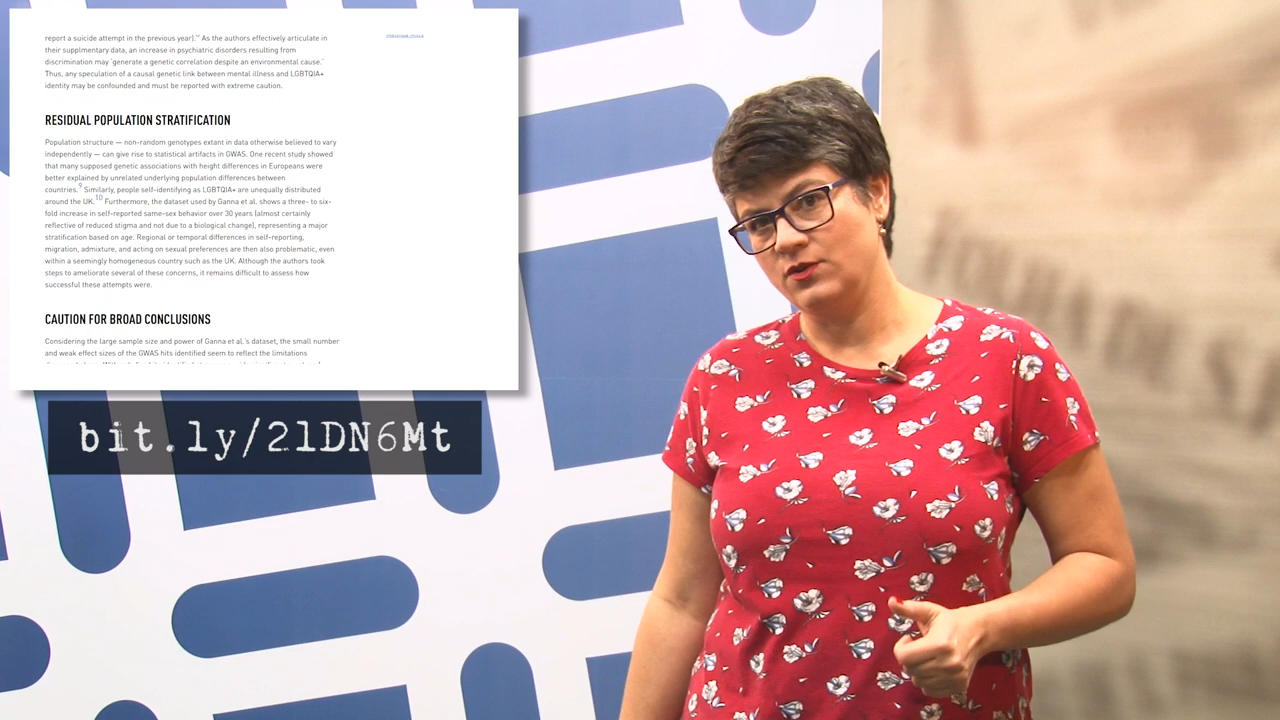 report a suicide attempt in the previous year).
As the authors effectively articulate in
their supplmentary data, an increase in psychiatric disorders resulting from
discrimination may 'generate a genetic correlation despite an environmental cause.'
Thus, any speculation of a causal genetic link between mental illness and LGBTQIA+
identity may be confounded and must be reported with extreme caution.
RESIDUAL POPULATION STRATIFICATION
Population structure — non-random genotypes extant in data otherwise believed to vary
independently — can give rise to statistical artifacts in GWAS. One recent study showed
that many supposed genetic associations with height differences in Europeans were
better explained by unrelated underlying population differences between
countries.9 Similarly, people self-identifying as LGBTQIA+ are unequally distributed
around the UK.10 Furthermore, the dataset used by Ganna et al. shows a three- to six-
fold increase in self-reported same-sex behavior over 30 years (almost certainly
reflective of reduced stigma and not due to a biological change), representing a major
stratification based on age. Regional or temporal differences in self-reporting,
migration, admixture, and acting on sexual preferences are then also problematic, even
within a seemingly homogeneous country such as the UK. Although the authors took
steps to ameliorate several of these concerns, it remains difficult to assess how
successful these attempts were.
CAUTION FOR BROAD CONCLUSIONS
Considering the large sample size and power of Ganna et al.'s dataset, the small number
and weak effect sizes of the GWAS hits identified seem to reflect the limitations
bit.ly/2lDN6Mt